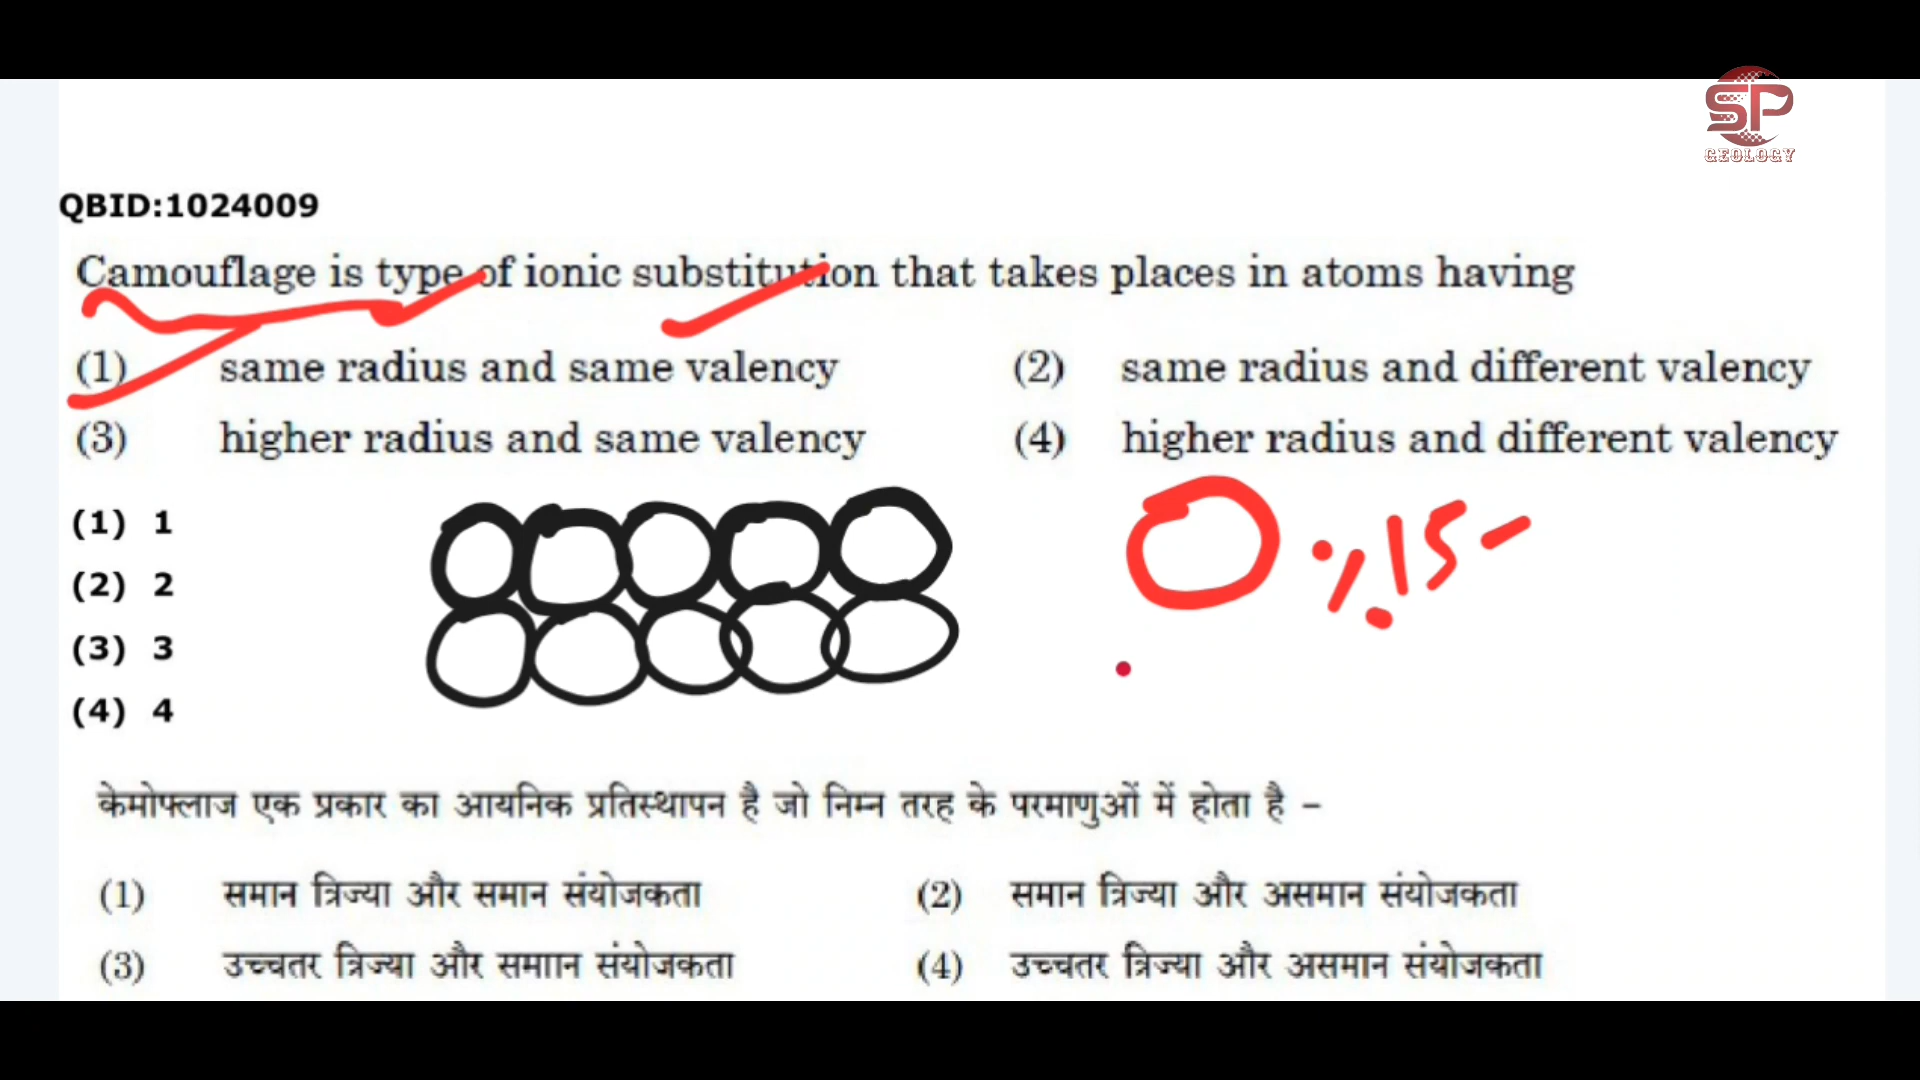 SP
GEOLOGY
QBID:1024009
Camouflage is type of ionic substitution that takes places in atoms having
(1) same radius and same valency (2) same radius and different valency
(3) higher radius and same valency (4) higher radius and different valency
(1) 1
(2) 2
(3) 3
(4) 4
केमोफ्लाज एक प्रकार का आयनिक प्रतिस्थापन है जो निम्न तरह के परमाणुओं में होता है –
(1) समान त्रिज्या और समान संयोजकता (2) समान त्रिज्या और असमान संयोजकता
(3) उच्चतर त्रिज्या और समाान संयोजकता (4) उच्चतर त्रिज्या और असमान संयोजकता